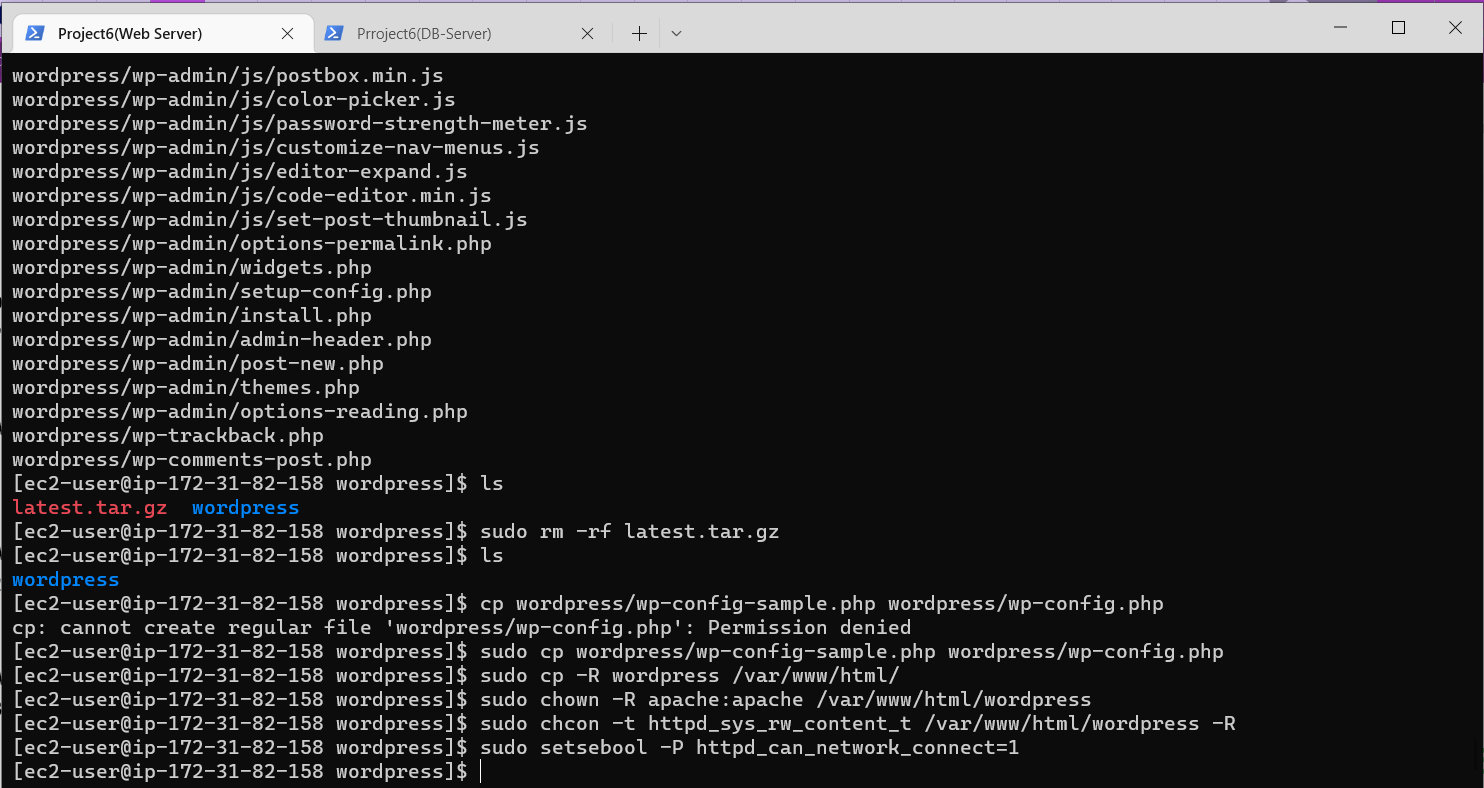 Project6(Web Server)
Prroject6(DB-Server)
wordpress/wp-admin/js/postbox.min.js
wordpress/wp-admin/js/color-picker.js
wordpress/wp-admin/js/password-strength-meter.js
wordpress/wp-admin/js/customize-nav-menus.js
wordpress/wp-admin/js/editor-expand.js
wordpress/wp-admin/js/code-editor.min.js
wordpress/wp-admin/js/set-post-thumbnail.js
wordpress/wp-admin/options-permalink.php
wordpress/wp-admin/widgets.php
wordpress/wp-admin/setup-config.php
wordpress/wp-admin/install.php
wordpress/wp-admin/admin-header.php
wordpress/wp-admin/post-new.php
wordpress/wp-admin/themes.php
wordpress/wp-admin/options-reading.php
wordpress/wp-trackback.php
wordpress/wp-comments-post.php
[ec2-user@ip-172-31-82-158 wordpress]$ ls
latest.tar.gz  wordpress
[ec2-user@ip-172-31-82-158 wordpress]$ sudo rm -rf latest.tar.gz
[ec2-user@ip-172-31-82-158 wordpress]$ ls
wordpress
[ec2-user@ip-172-31-82-158 wordpress]$ cp wordpress/wp-config-sample.php wordpress/wp-config.php
cp: cannot create regular file 'wordpress/wp-config.php': Permission denied
[ec2-user@ip-172-31-82-158 wordpress]$ sudo cp wordpress/wp-config-sample.php wordpress/wp-config.php
[ec2-user@ip-172-31-82-158 wordpress]$ sudo cp -R wordpress /var/www/html/
[ec2-user@ip-172-31-82-158 wordpress]$ sudo chown -R apache:apache /var/www/html/wordpress
[ec2-user@ip-172-31-82-158 wordpress]$ sudo chcon -t httpd_sys_rw_content_t /var/www/html/wordpress -R
[ec2-user@ip-172-31-82-158 wordpress]$ sudo setsebool -P httpd_can_network_connect=1
[ec2-user@ip-172-31-82-158 wordpress]$